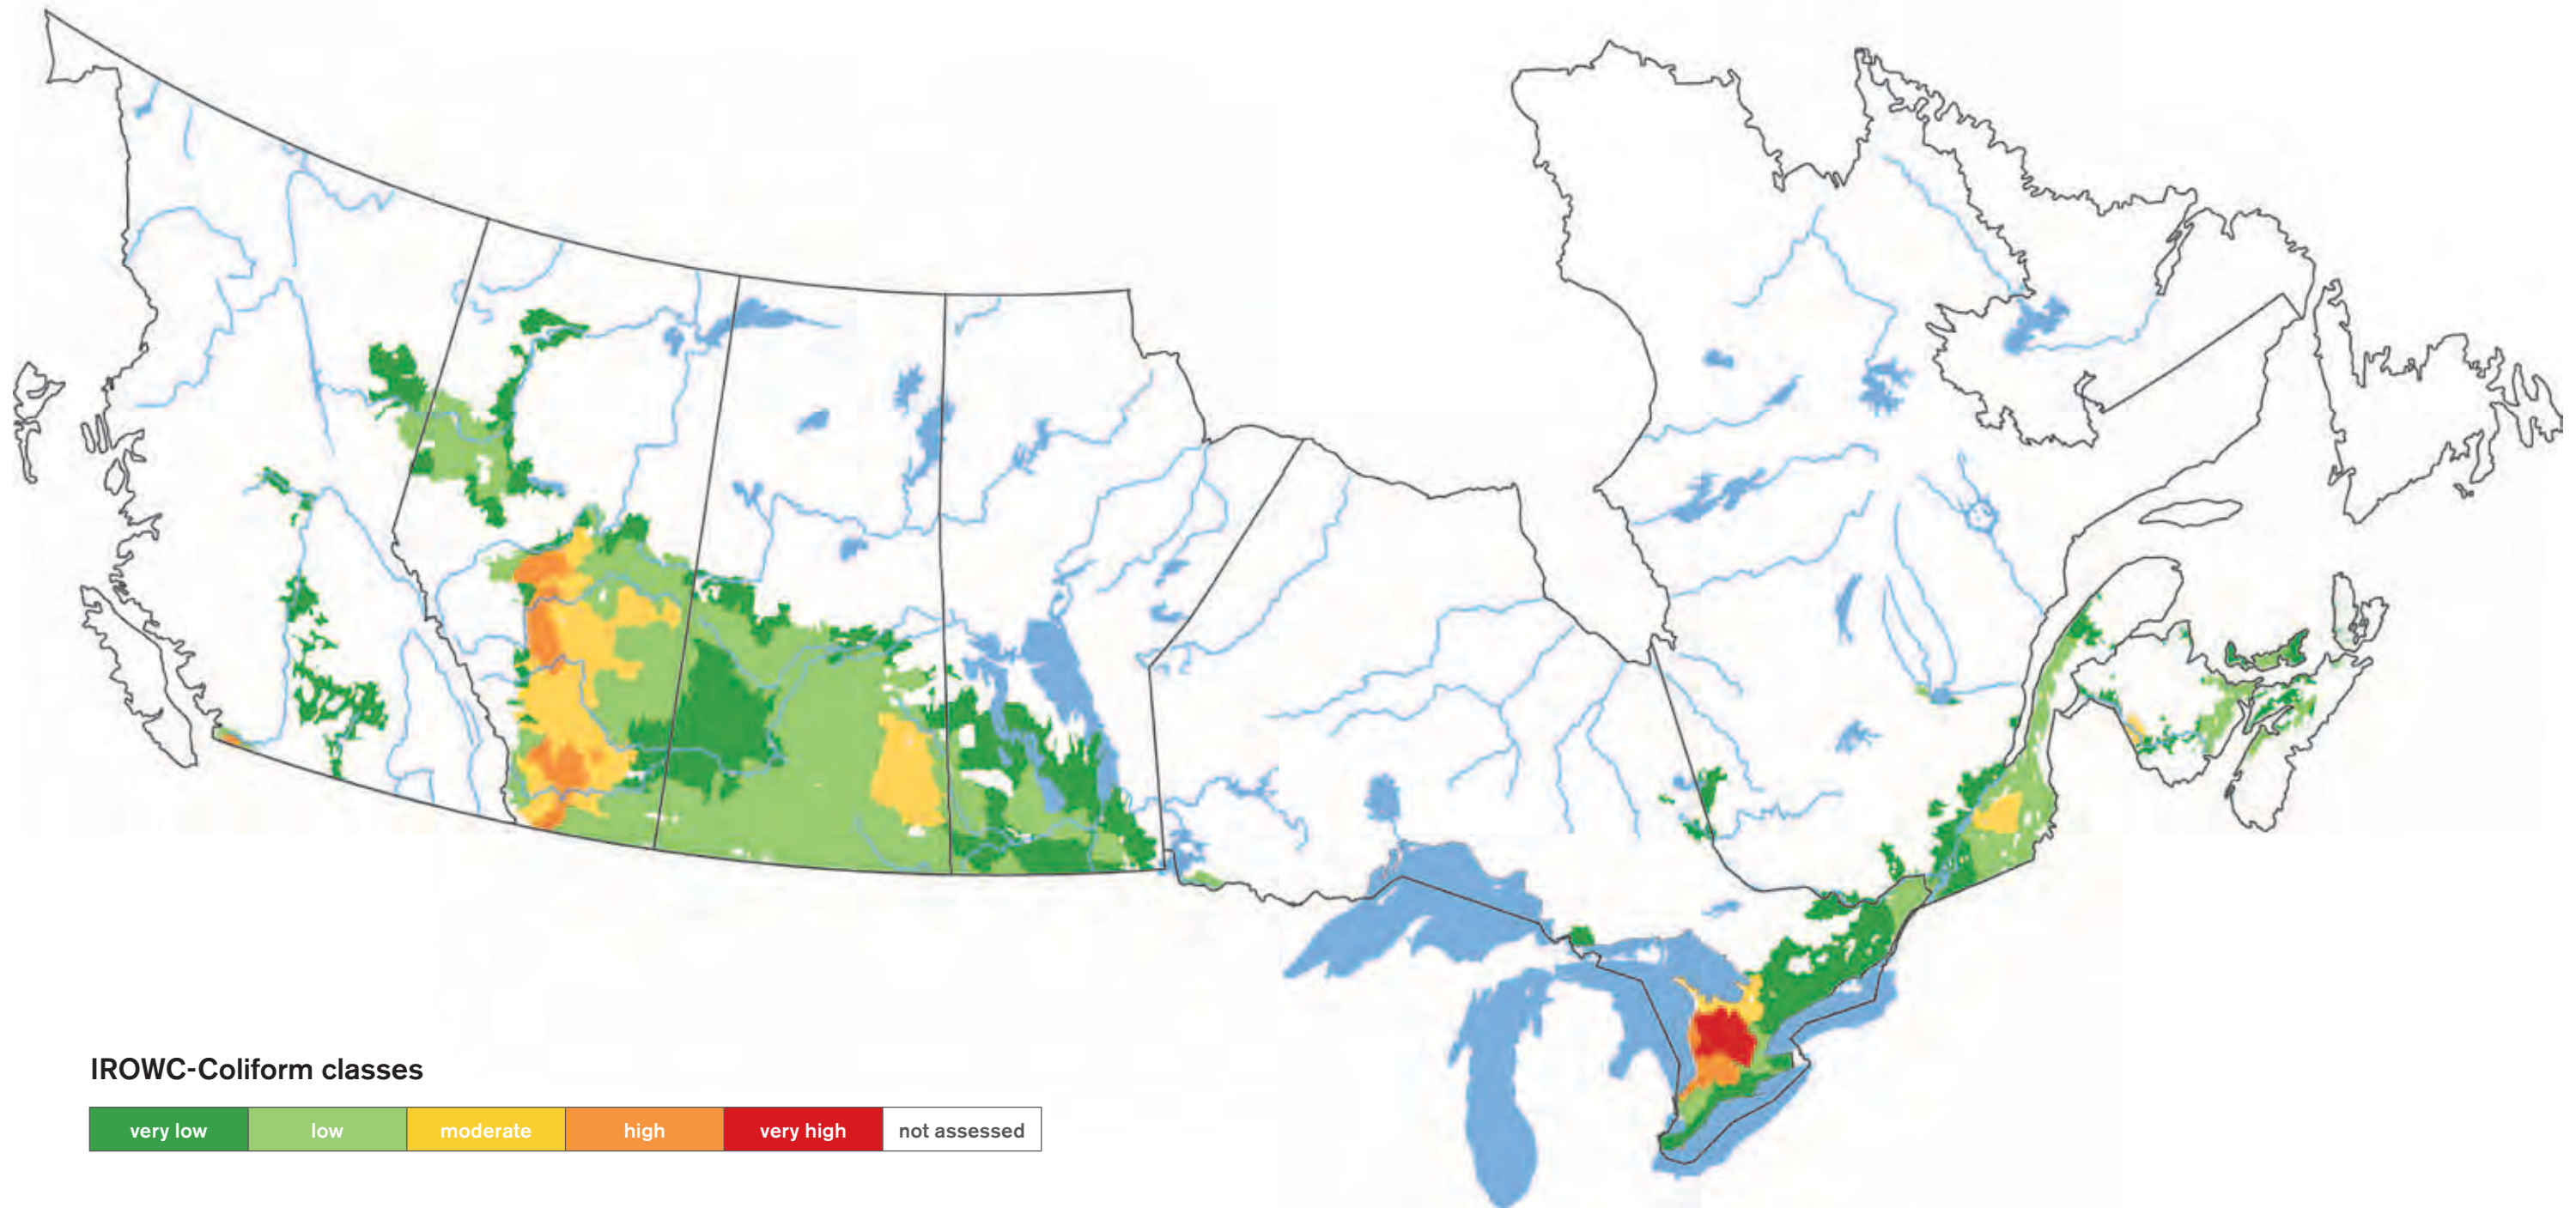 IROWC-Coliform classes
very low low moderate high very high not assessed